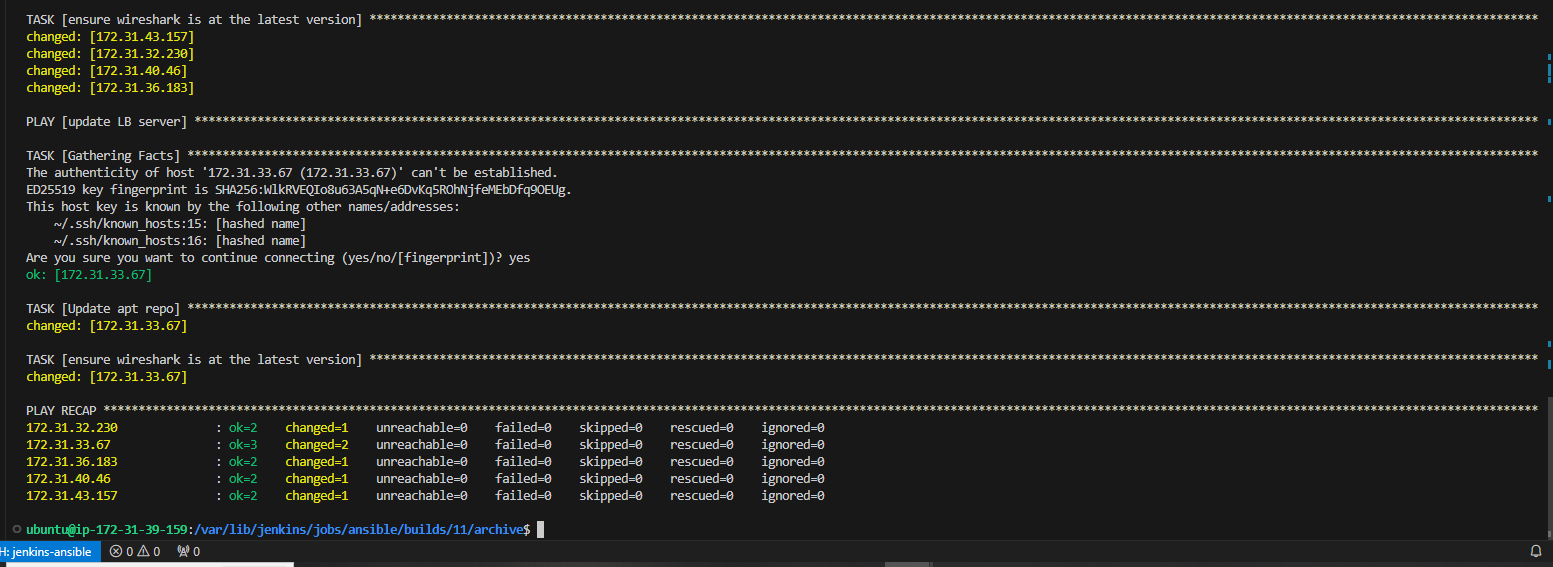 TASK [ensure wireshark is at the latest version] ***********************************************************************************************************************************************************************
changed: [172.31.43.157]
changed: [172.31.32.230]
changed: [172.31.40.46]
changed: [172.31.36.183]
PLAY [update LB server] ************************************************************************************************************************************************************************************************
TASK [Gathering Facts] *************************************************************************************************************************************************************************************************
The authenticity of host '172.31.33.67 (172.31.33.67)' can't be established.
ED25519 key fingerprint is SHA256:WlkRVEQIo8u63A5qN+e6DvKq5ROhNjfeMEbDfq9OEUg.
This host key is known by the following other names/addresses:
    ~/.ssh/known_hosts:15: [hashed name]
    ~/.ssh/known_hosts:16: [hashed name]
Are you sure you want to continue connecting (yes/no/[fingerprint])? yes
ok: [172.31.33.67]
TASK [Update apt repo] *************************************************************************************************************************************************************************************************
changed: [172.31.33.67]
TASK [ensure wireshark is at the latest version] ***********************************************************************************************************************************************************************
changed: [172.31.33.67]
PLAY RECAP *************************************************************************************************************************************************************************************************************
172.31.32.230              : ok=2    changed=1    unreachable=0    failed=0    skipped=0    rescued=0    ignored=0
172.31.33.67               : ok=3    changed=2    unreachable=0    failed=0    skipped=0    rescued=0    ignored=0
172.31.36.183              : ok=2    changed=1    unreachable=0    failed=0    skipped=0    rescued=0    ignored=0
172.31.40.46               : ok=2    changed=1    unreachable=0    failed=0    skipped=0    rescued=0    ignored=0
172.31.43.157              : ok=2    changed=1    unreachable=0    failed=0    skipped=0    rescued=0    ignored=0
ubuntu@ip-172-31-39-159:/var/lib/jenkins/jobs/ansible/builds/11/archive$
H: jenkins-ansible 0 0 0